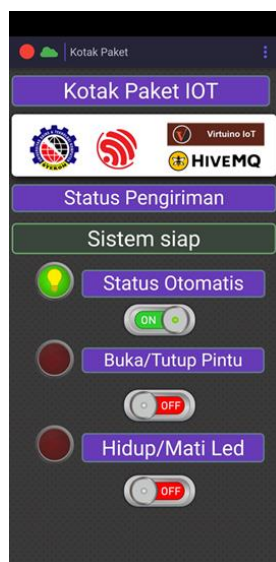 Kotak Paket
Kotak Paket IOT
Virtuino IoT
HIVEMQ
Status Pengiriman
Sistem siap
Status Otomatis
ON
Buka/Tutup Pintu
OFF
Hidup/Mati Led
OFF